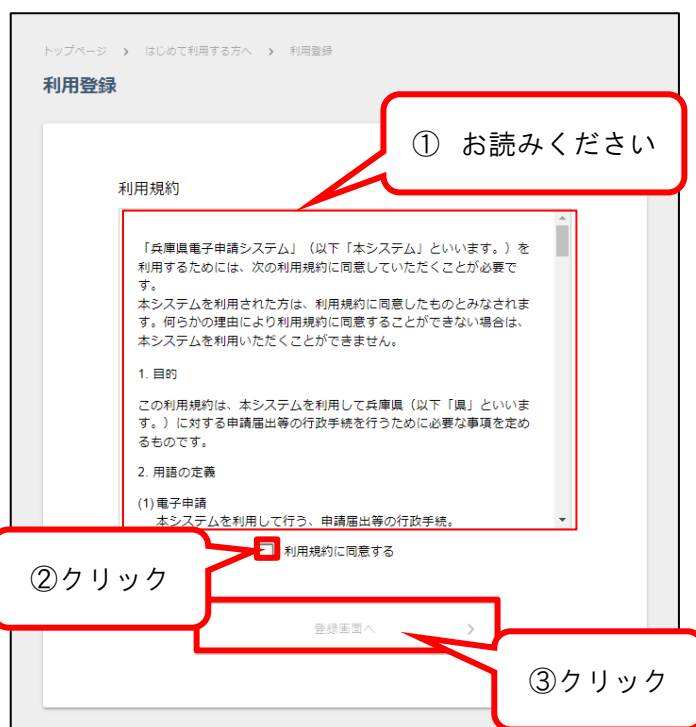 トップページ > はじめて利用する方へ > 利用登録
利用登録
① お読みください
利用規約
「兵庫県電子申請システム」（以下「本システム」といいます。）を
利用するためには、次の利用規約に同意していただくことが必要で
す。
本システムを利用された方は、利用規約に同意したものとみなされま
す。何らかの理由により利用規約に同意することができない場合は、
本システムを利用いただくことができません。
1. 目的
この利用規約は、本システムを利用して兵庫県（以下「県」といいま
す。）に対する申請届出等の行政手続を行うために必要な事項を定め
るものです。
2. 用語の定義
(1) 電子申請
本システムを利用して行う、申請届出等の行政手続。
利用規約に同意する
②クリック
登録画面へ >
③クリック